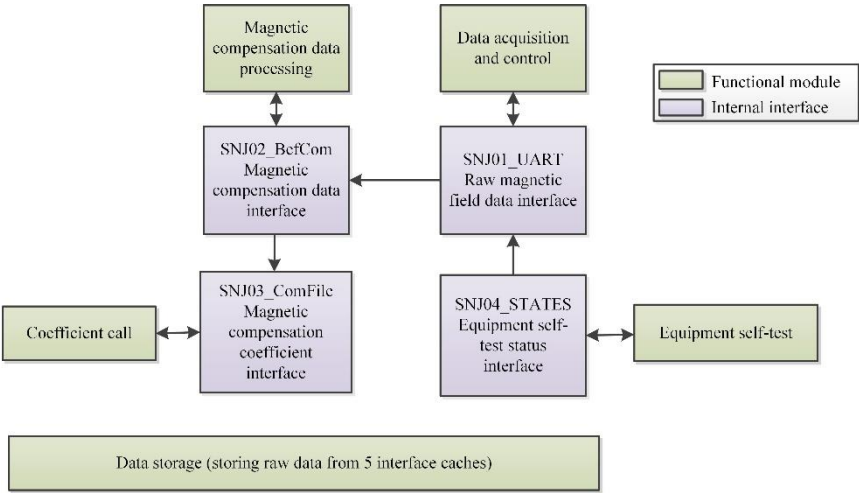 Magnetic
compensation data
processing
Data acquisition
and control
Functional module
Internal interface
SNJ02_BefCom
Magnetic
compensation data
interface
SNJ01_UART
Raw magnetic
field data interface
SNJ03_ComFile
Magnetic
compensation
coefficient
interface
SNJ04_STATES
Equipment self-
test status
interface
Coefficient call
Equipment self-test
Data storage (storing raw data from 5 interface caches)